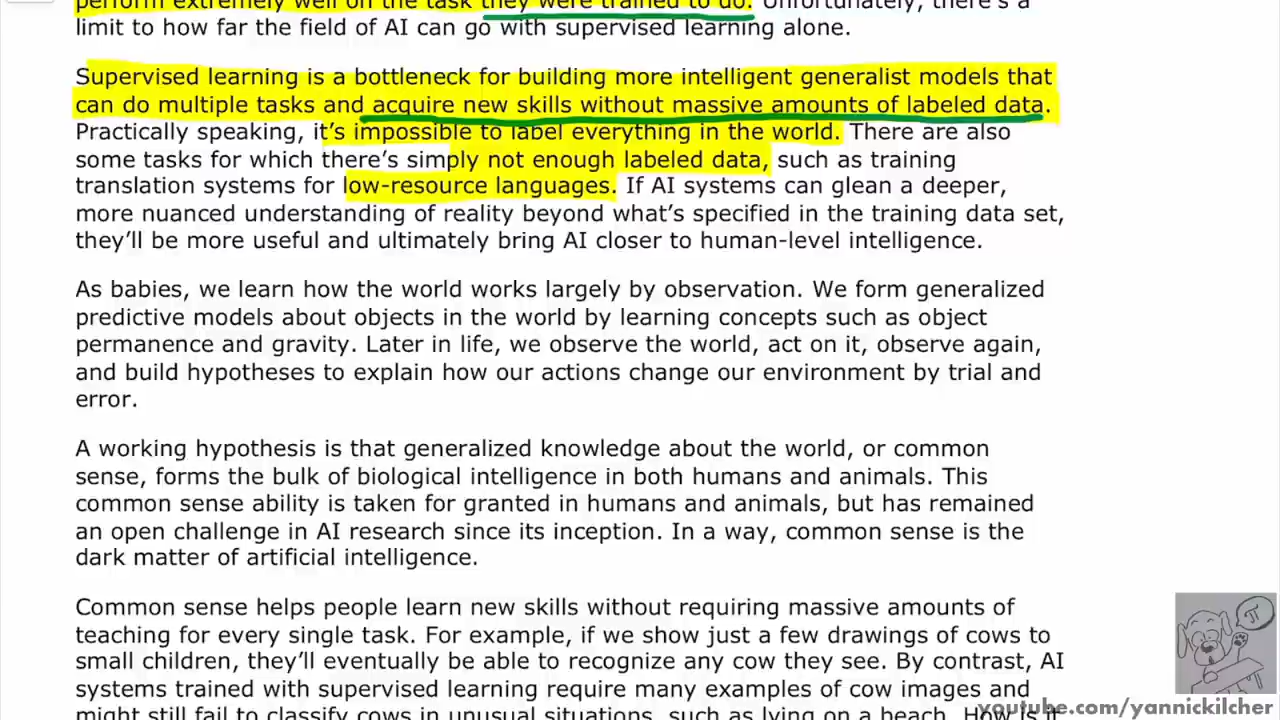 perform extremely well on the task they were trained to do. Unfortunately, there's a
limit to how far the field of AI can go with supervised learning alone.
Supervised learning is a bottleneck for building more intelligent generalist models that
can do multiple tasks and acquire new skills without massive amounts of labeled data.
Practically speaking, it's impossible to label everything in the world. There are also
some tasks for which there's simply not enough labeled data, such as training
translation systems for low-resource languages. If AI systems can glean a deeper,
more nuanced understanding of reality beyond what's specified in the training data set,
they'll be more useful and ultimately bring AI closer to human-level intelligence.
As babies, we learn how the world works largely by observation. We form generalized
predictive models about objects in the world by learning concepts such as object
permanence and gravity. Later in life, we observe the world, act on it, observe again,
and build hypotheses to explain how our actions change our environment by trial and
error.
A working hypothesis is that generalized knowledge about the world, or common
sense, forms the bulk of biological intelligence in both humans and animals. This
common sense ability is taken for granted in humans and animals, but has remained
an open challenge in AI research since its inception. In a way, common sense is the
dark matter of artificial intelligence.
Common sense helps people learn new skills without requiring massive amounts of
teaching for every single task. For example, if we show just a few drawings of cows to
small children, they'll eventually be able to recognize any cow they see. By contrast, AI
systems trained with supervised learning require many examples of cow images and
might still fail to classify cows in unusual situations, such as lying on a beach. How is it
π
youtube.com/yannickilcher